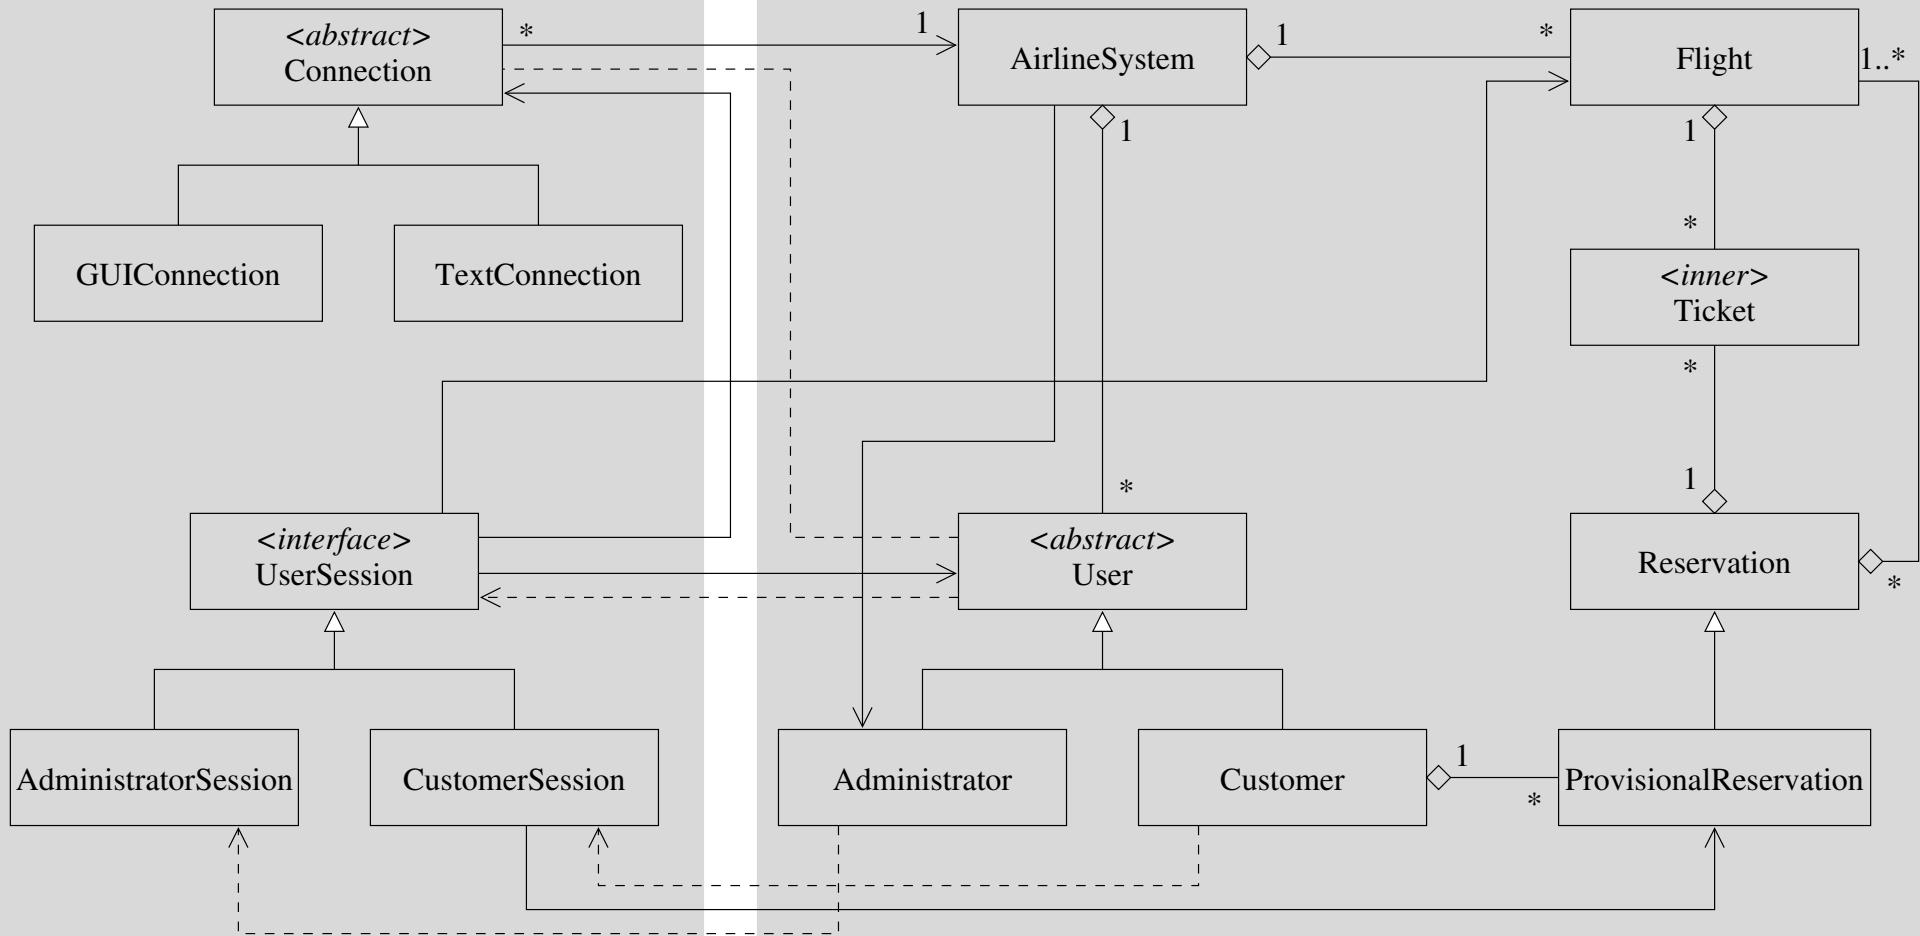 <abstract>
Connection
*
1
AirlineSystem
1
*
Flight
1..*
1
1
*
GUIConnection
TextConnection
<inner>
Ticket
*
1
*
<interface>
UserSession
<abstract>
User
Reservation
*
AdministratorSession
CustomerSession
Administrator
Customer
1
*
ProvisionalReservation